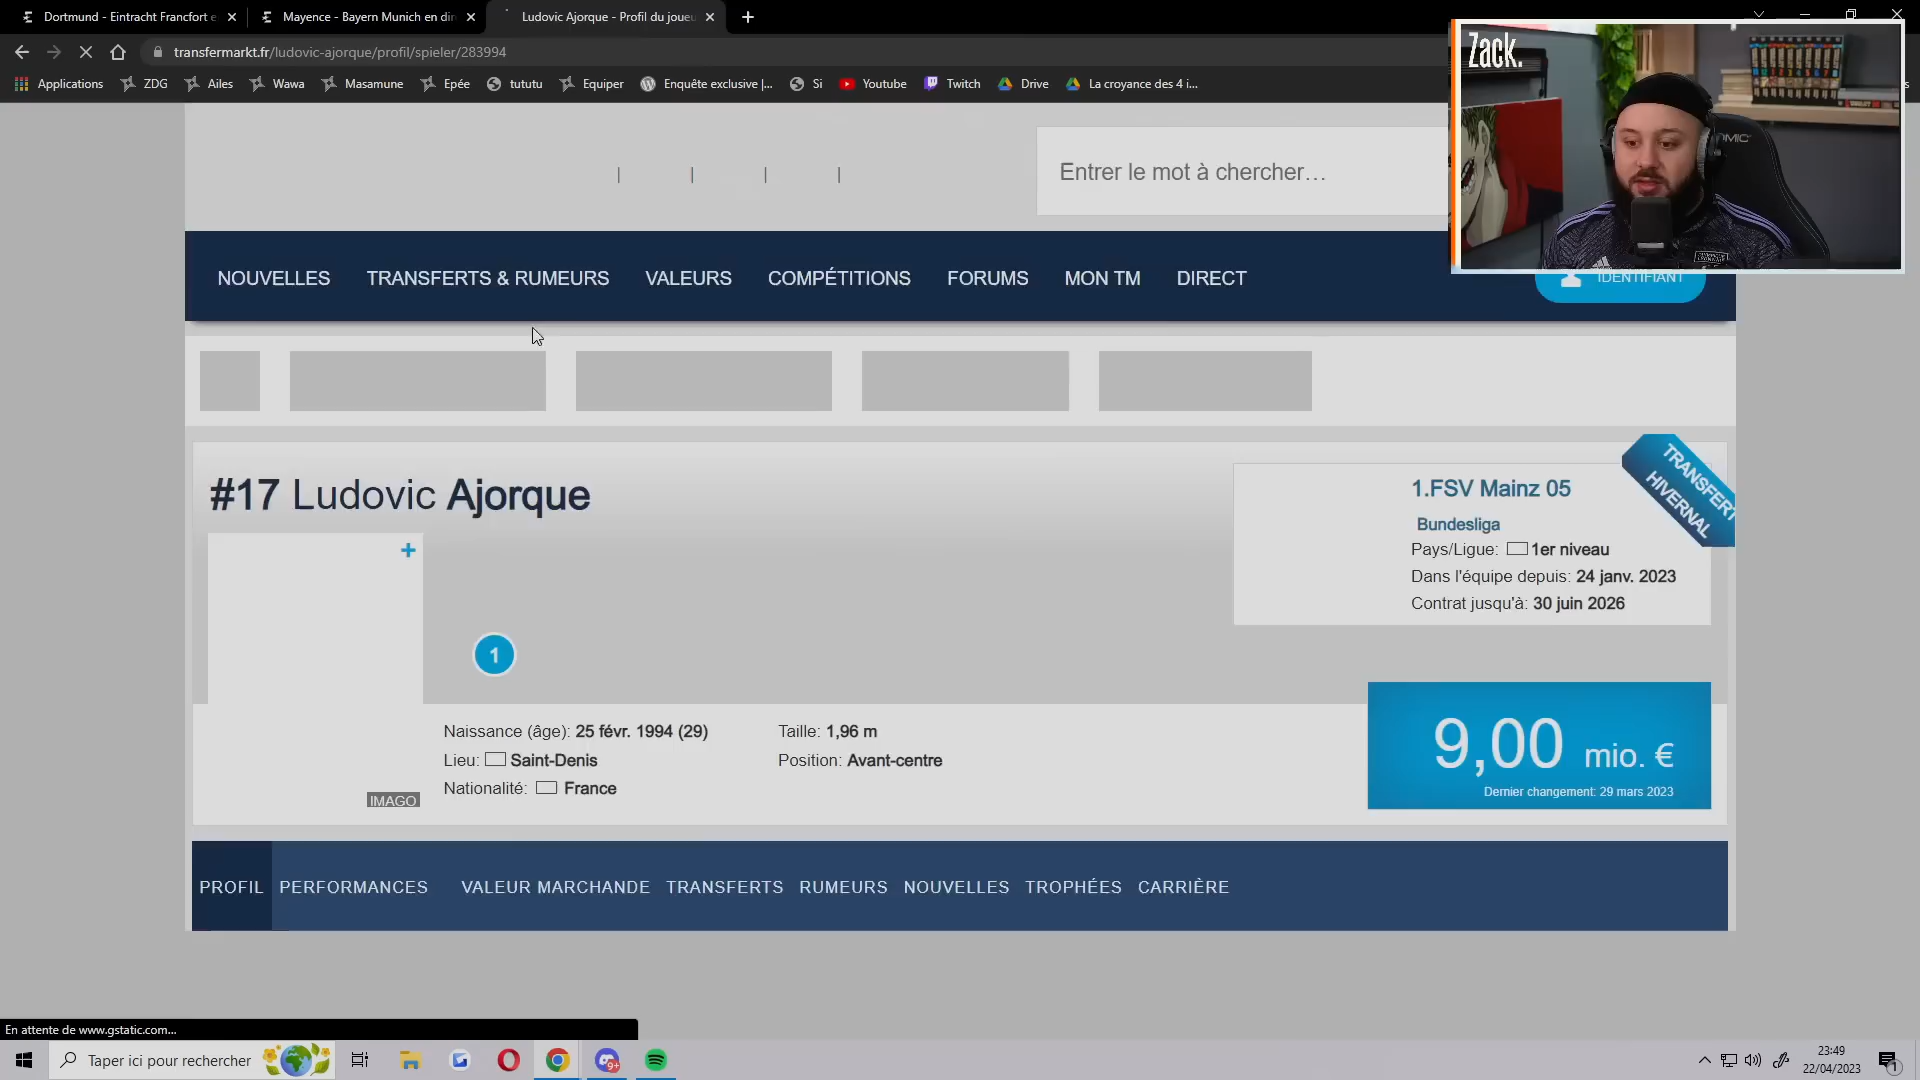 Dortmund - Eintracht Francfort e
Mayence - Bayern Munich en dir
Ludovic Ajorque - Profil du joueu
transfermarkt.fr/ludovic-ajorque/profil/spieler/283994
Applications
ZDG
Ailes
Wawa
Masamune
Epée
tututu
Equiper
Enquête exclusive |...
Si
Youtube
Twitch
Drive
La croyance des 4 i...
Zack.
Entrer le mot à chercher...
NOUVELLES
TRANSFERTS & RUMEURS
VALEURS
COMPÉTITIONS
FORUMS
MON TM
DIRECT
IDENTIFIANT
#17 Ludovic Ajorque
1.FSV Mainz 05
TRANSFERT
HIVERNAL
Bundesliga
Pays/Ligue: 1er niveau
Dans l'équipe depuis: 24 janv. 2023
Contrat jusqu'à: 30 juin 2026
+
1
Naissance (âge): 25 févr. 1994 (29)
Lieu: Saint-Denis
Nationalité: France
Taille: 1,96 m
Position: Avant-centre
IMAGO
9,00 mio. €
Dernier changement: 29 mars 2023
PROFIL
PERFORMANCES
VALEUR MARCHANDE
TRANSFERTS
RUMEURS
NOUVELLES
TROPHÉES
CARRIÈRE
En attente de www.gstatic.com...
Taper ici pour rechercher
9+
23:49
22/04/2023
1